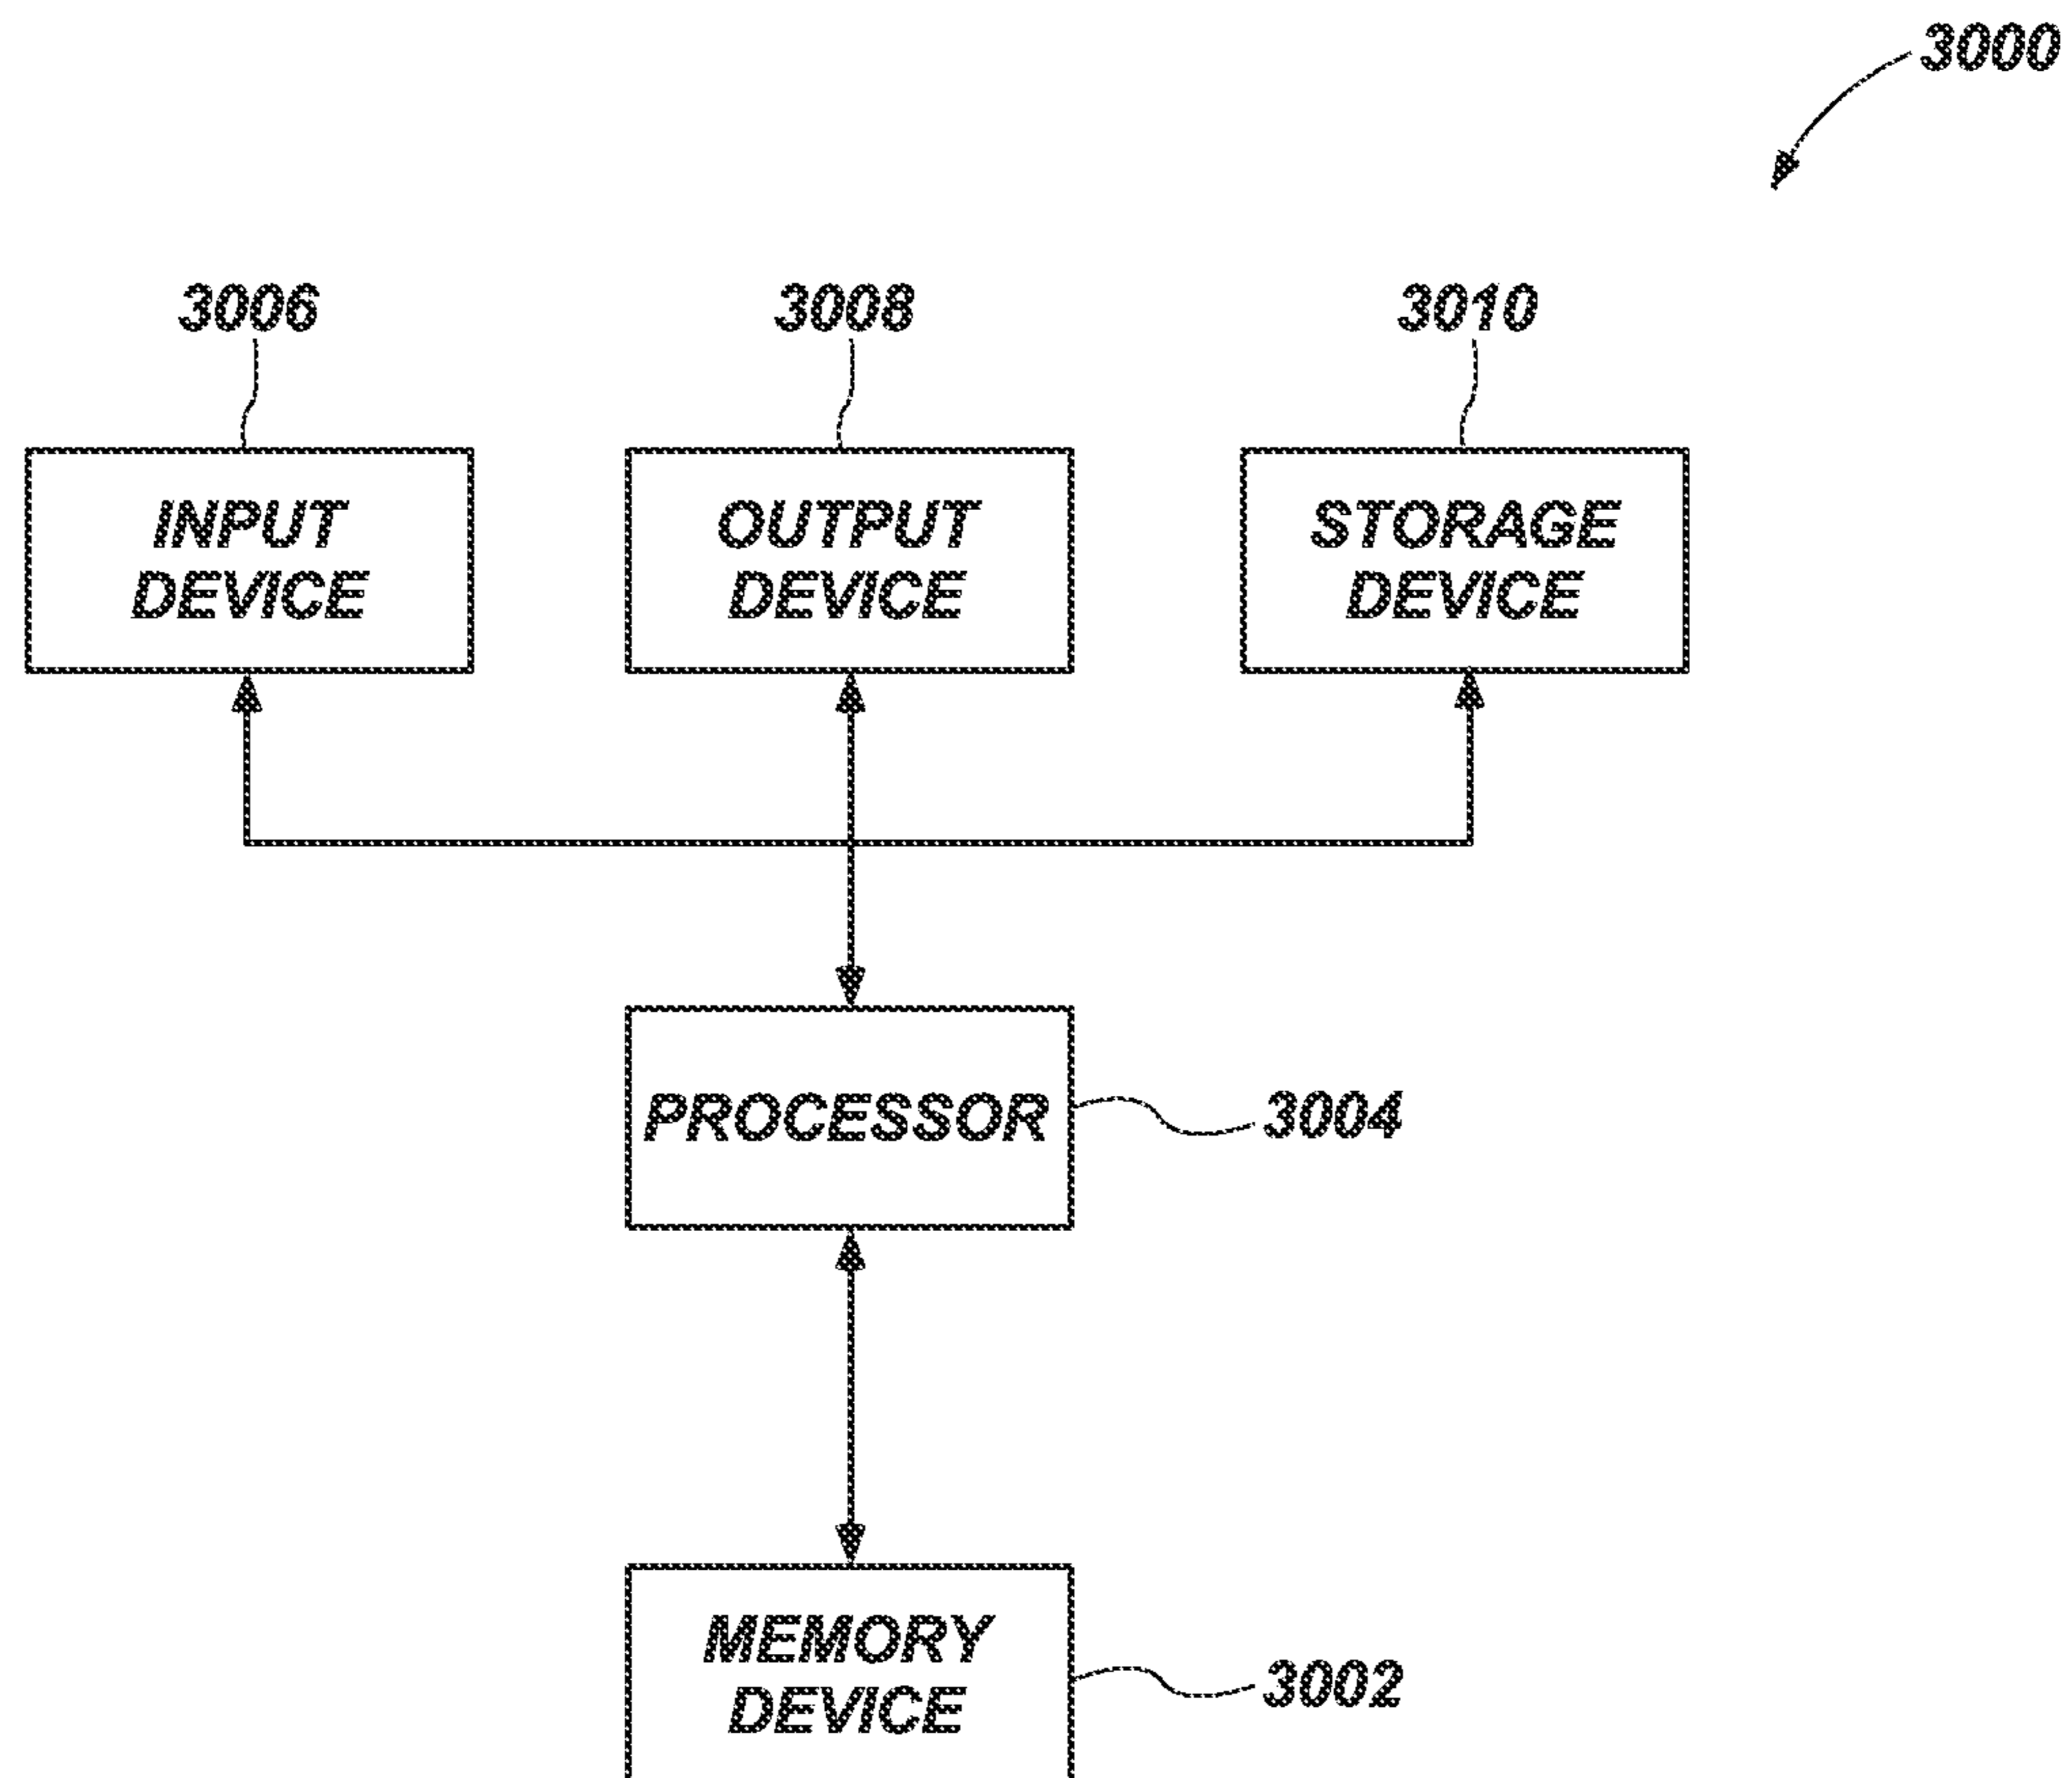 3000
3006
3008
3010
INPUT
DEVICE
OUTPUT
DEVICE
STORAGE
DEVICE
PROCESSOR
3004
MEMORY
DEVICE
3002